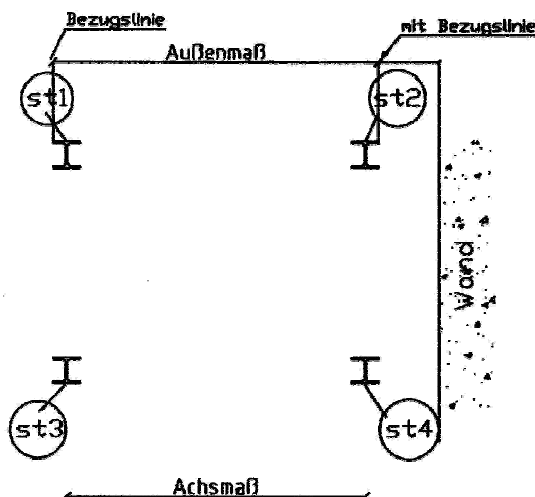 Bezugslinie
mit Bezugslinie
Außenmaß
st1
st2
Wand
st3
st4
Achsmaß